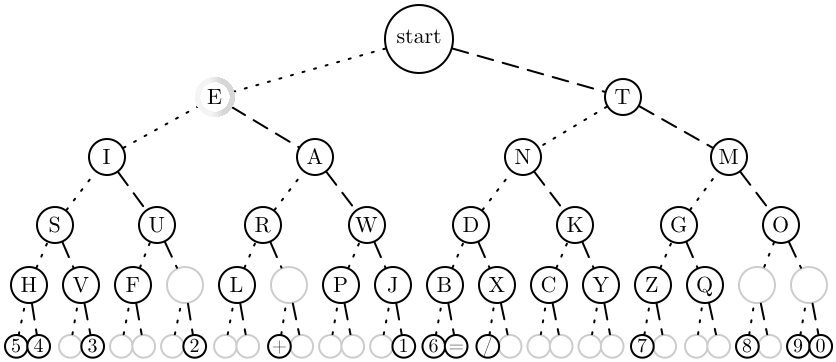 start
E T
I A N M
S U R W D K G O
H V F L P J B X C Y Z Q
5 4 3 2 + 1 6 = / 7 8 9 0